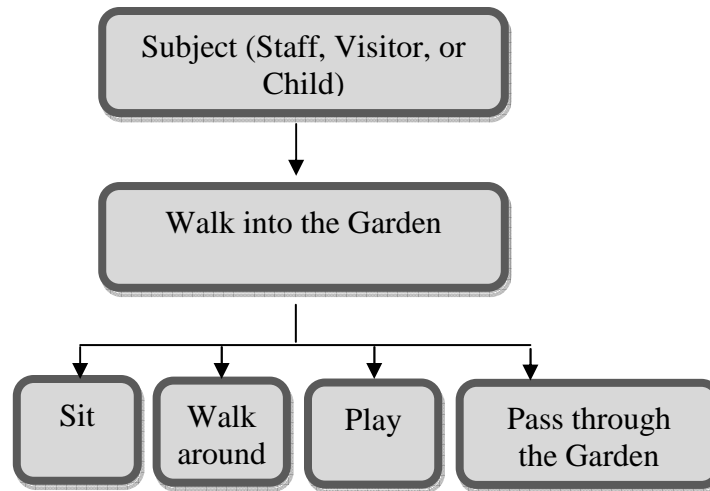 Subject (Staff, Visitor, or
Child)
Walk into the Garden
Sit
Walk
around
Play
Pass through
the Garden